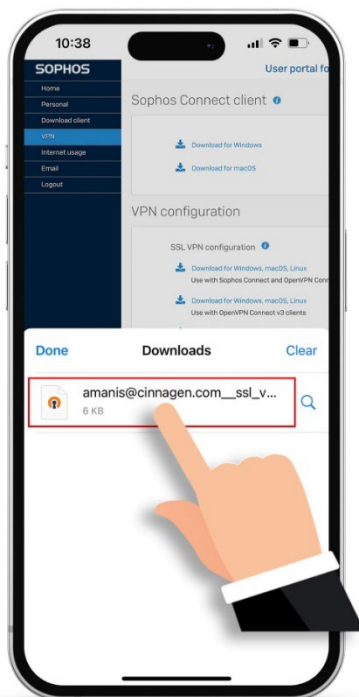 10:38
SOPHOS
User portal fo
Home
Personal
Download client
VPN
Internet usage
Email
Logout
Sophos Connect client
Download for Windows
Download for macOS
VPN configuration
SSL VPN configuration
Download for Windows, macOS, Linux
Use with Sophos Connect and OpenVPN Conn
Download for Windows, macOS, Linux
Use with OpenVPN Connect v3 clients
Done
Downloads
Clear
amanis@cinnagen.com__ssl_v...
6 KB